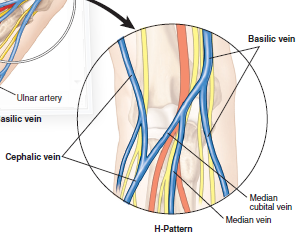 Basilic vein
Ulnar artery
asilic vein
Cephalic vein
Median
cubital vein
Median vein
H-Pattern